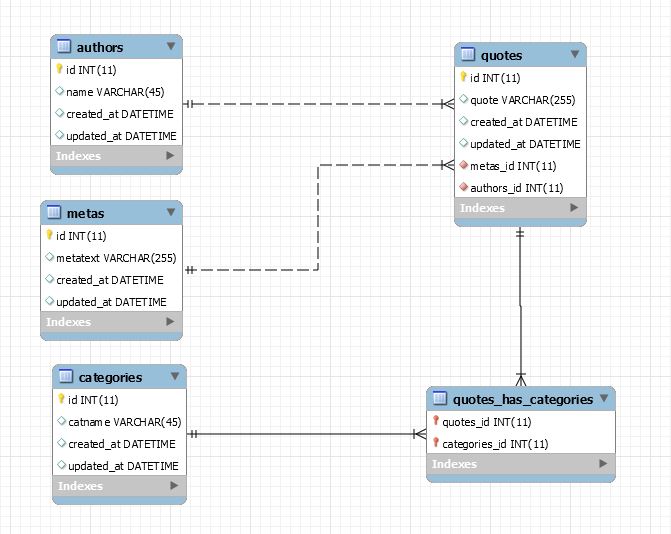 authors
id INT(11)
name VARCHAR(45)
created_at DATETIME
updated_at DATETIME
Indexes
quotes
id INT(11)
quote VARCHAR(255)
created_at DATETIME
updated_at DATETIME
metas_id INT(11)
authors_id INT(11)
Indexes
metas
id INT(11)
metatext VARCHAR(255)
created_at DATETIME
updated_at DATETIME
Indexes
categories
id INT(11)
catname VARCHAR(45)
created_at DATETIME
updated_at DATETIME
Indexes
quotes_has_categories
quotes_id INT(11)
categories_id INT(11)
Indexes